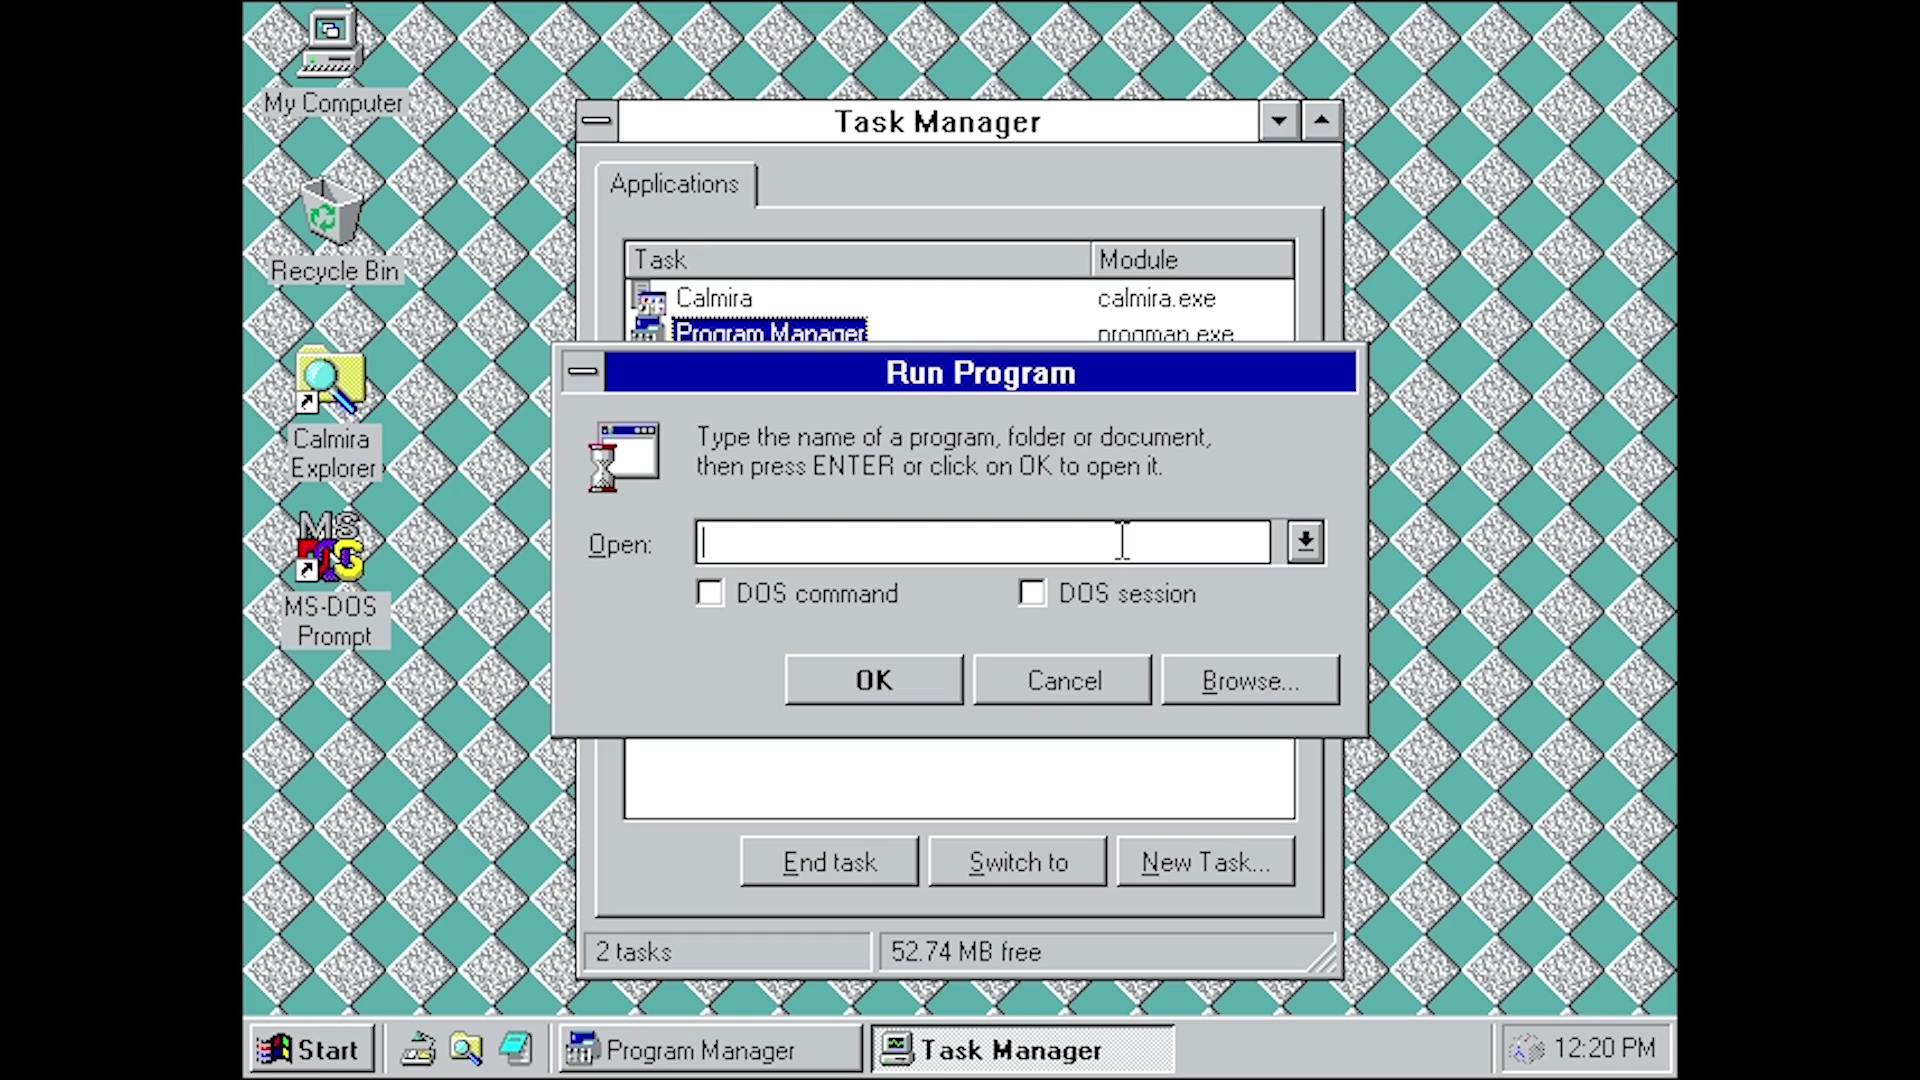 My Computer
Recycle Bin
Calmira
Explorer
MS
DOS
MS-DOS
Prompt
Task Manager
Applications
Task
Module
Calmira
calmira.exe
Program Manager
progman.exe
Run Program
Type the name of a program, folder or document,
then press ENTER or click on OK to open it.
Open:
DOS command
DOS session
OK
Cancel
Browse...
End task
Switch to
New Task...
2 tasks
52.74 MB free
Start
Program Manager
Task Manager
12:20 PM